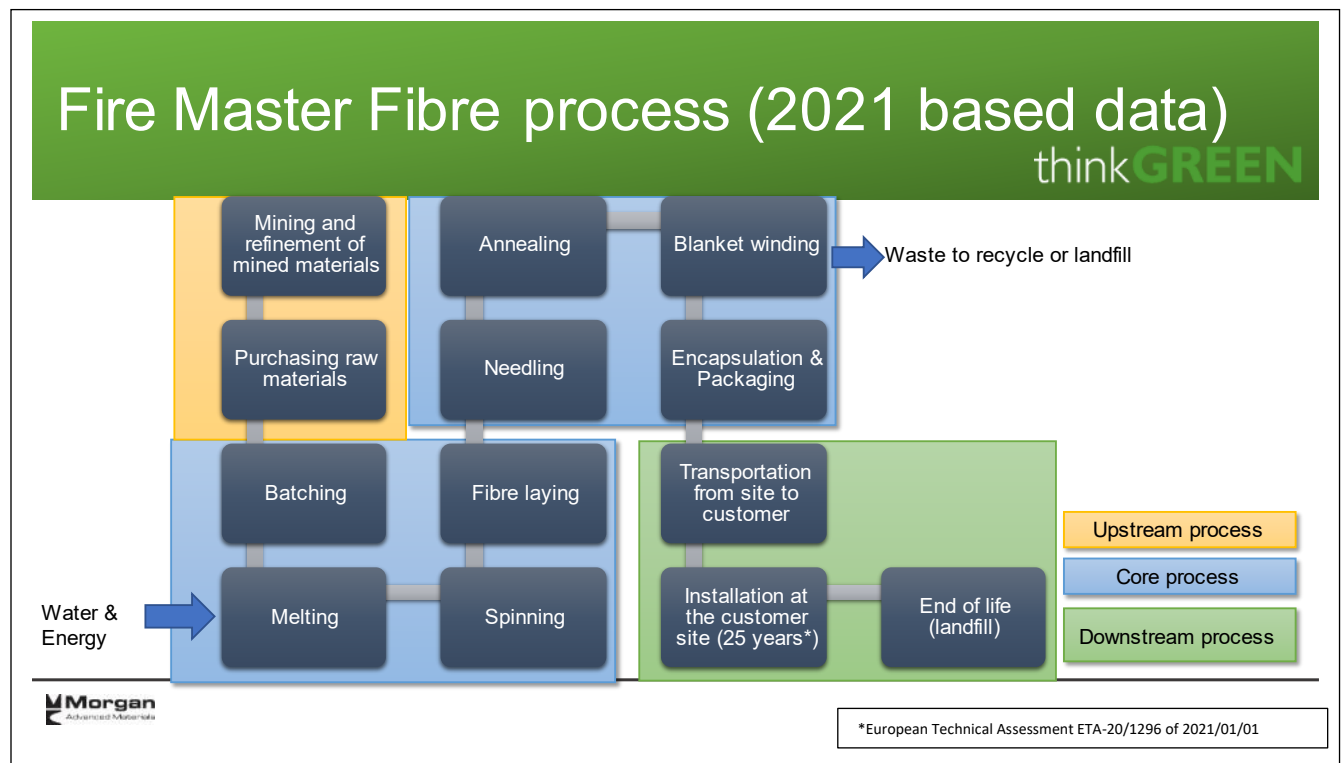 Fire Master Fibre process (2021 based data)
thinkGREEN
Mining and
refinement of
mined materials
Purchasing raw
materials
Batching
Melting
Spinning
Fibre laying
Needling
Annealing
Blanket winding
Encapsulation &
Packaging
Transportation
from site to
customer
Installation at
the customer
site (25 years*)
End of life
(landfill)
Waste to recycle or landfill
Water &
Energy
Upstream process
Core process
Downstream process
Morgan
Advanced Materials
*European Technical Assessment ETA-20/1296 of 2021/01/01